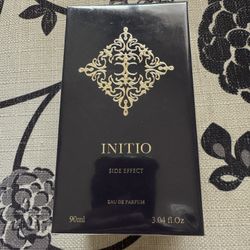 INITIO
SIDE EFFECT
EAU DE PARFUM
90ml 3.04 fl.Oz